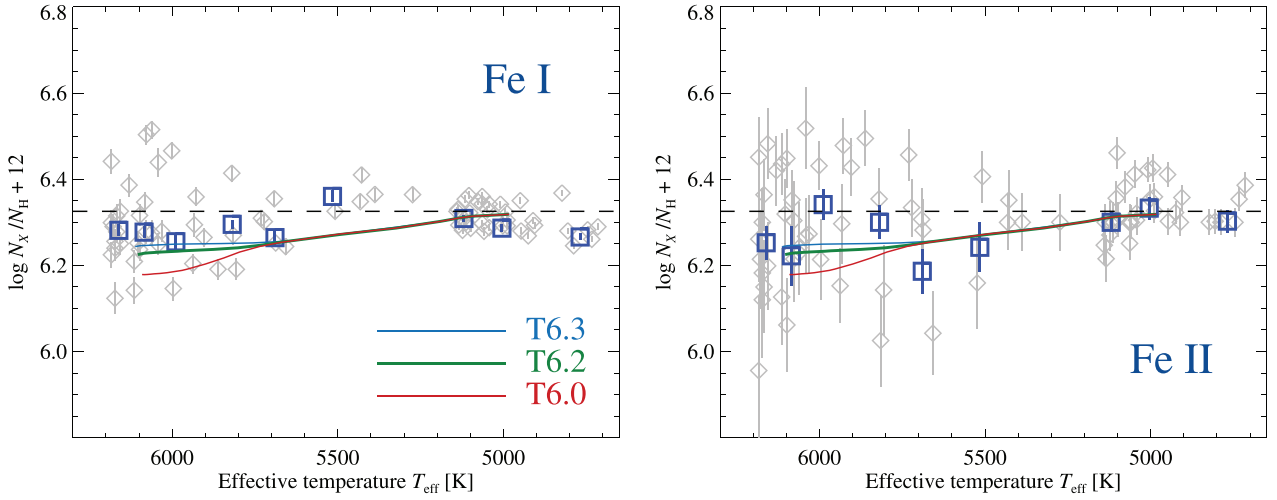 6.8
6.6
6.4
6.2
6.0
log N_X/N_H + 12
Fe I
T6.3
T6.2
T6.0
6000
5500
5000
Effective temperature T_eff [K]
6.8
6.6
6.4
6.2
6.0
log N_X/N_H + 12
Fe II
6000
5500
5000
Effective temperature T_eff [K]